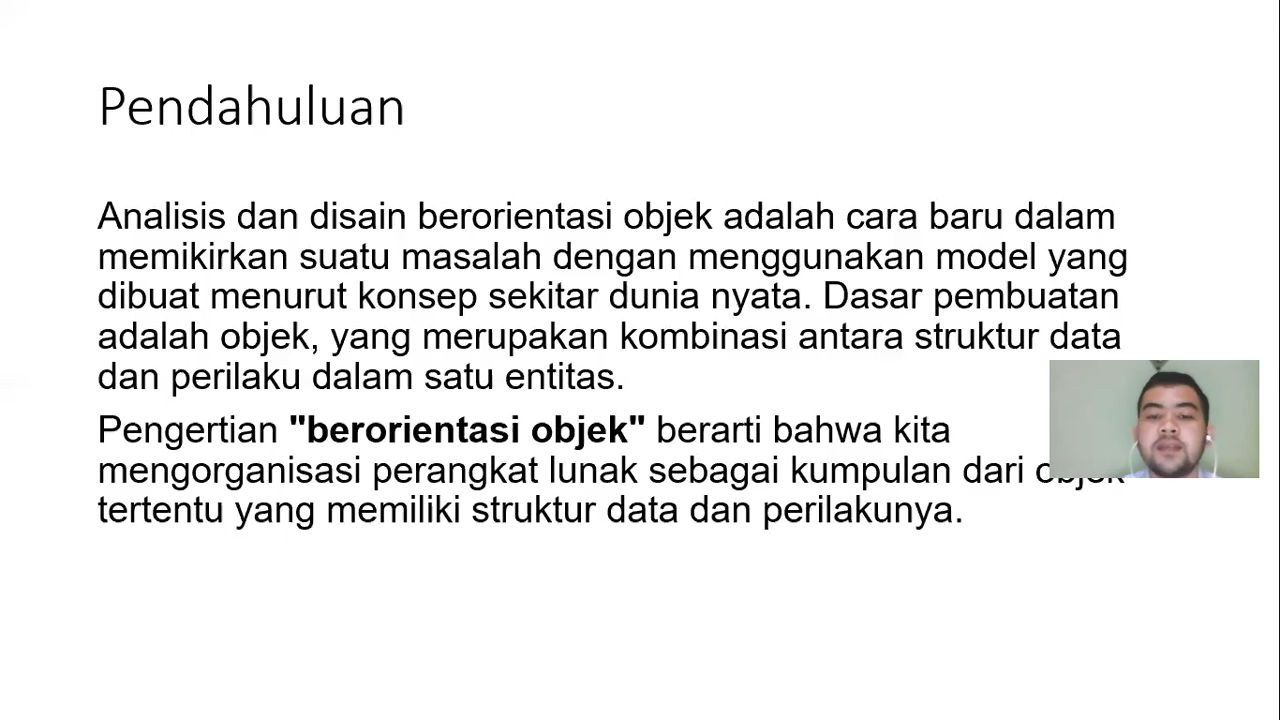 Pendahuluan
Analisis dan disain berorientasi objek adalah cara baru dalam
memikirkan suatu masalah dengan menggunakan model yang
dibuat menurut konsep sekitar dunia nyata. Dasar pembuatan
adalah objek, yang merupakan kombinasi antara struktur data
dan perilaku dalam satu entitas.
Pengertian "berorientasi objek" berarti bahwa kita
mengorganisasi perangkat lunak sebagai kumpulan dari objek
tertentu yang memiliki struktur data dan perilakunya.